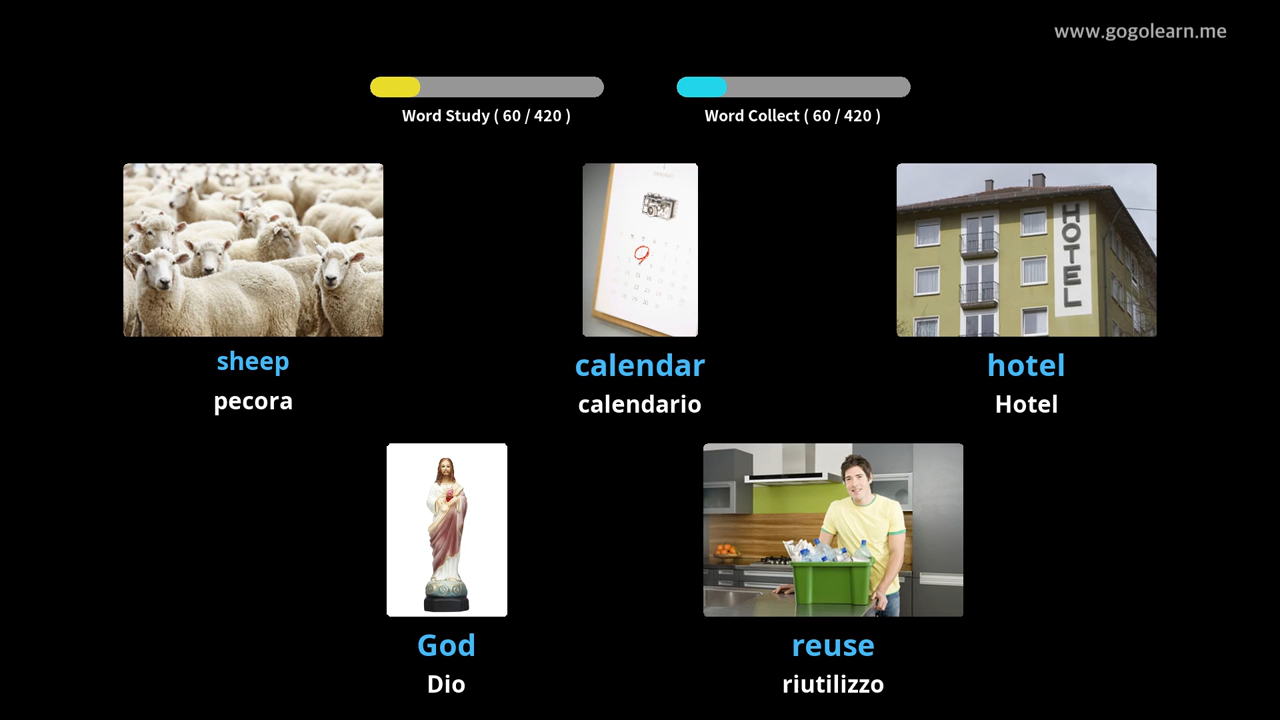 www.gogolearn.me
Word Study ( 60 / 420 )
Word Collect ( 60 / 420 )
HOTEL
sheep
calendar
hotel
pecora
calendario
Hotel
God
reuse
Dio
riutilizzo